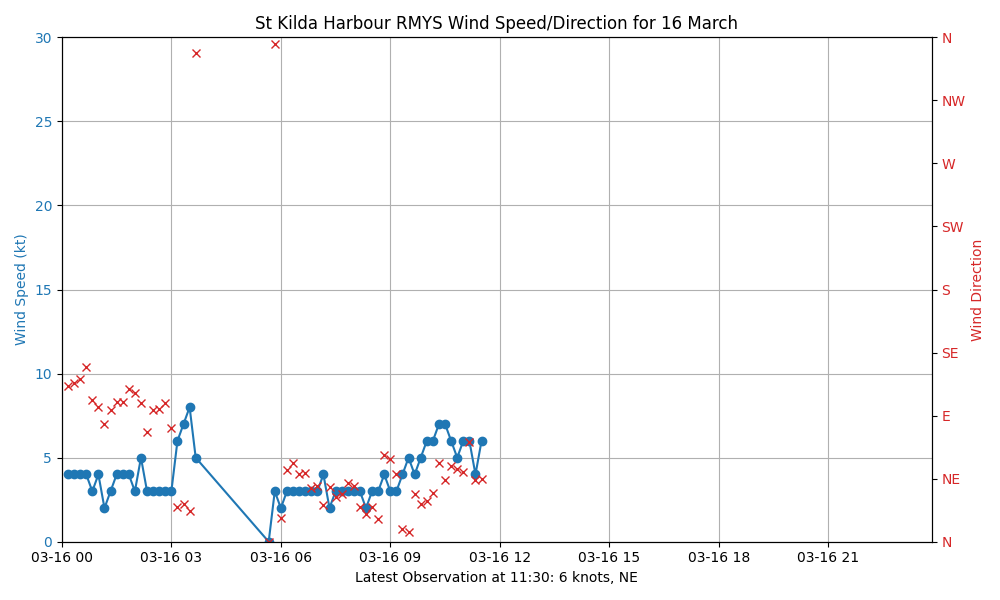 St Kilda Harbour RMYS Wind Speed/Direction for 16 March
30
25
20
15
10
5
0
Wind Speed (kt)
N
NW
W
SW
S
SE
E
NE
N
Wind Direction
03-16 00
03-16 03
03-16 06
03-16 09
03-16 12
03-16 15
03-16 18
03-16 21
Latest Observation at 11:30: 6 knots, NE